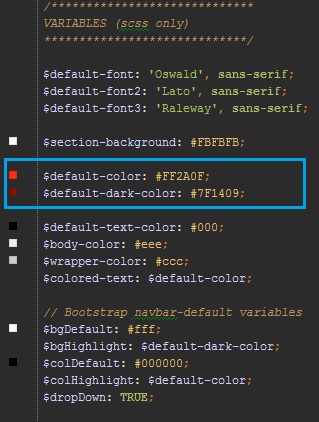 /*****************************
VARIABLES (scss only)
*****************************/
$default-font: 'Oswald', sans-serif;
$default-font2: 'Lato', sans-serif;
$default-font3: 'Raleway', sans-serif;
$section-background: #FBFBFB;
$default-color: #FF2A0F;
$default-dark-color: #7F1409;
$default-text-color: #000;
$body-color: #eee;
$wrapper-color: #ccc;
$colored-text: $default-color;
// Bootstrap navbar-default variables
$bgDefault: #fff;
$bgHighlight: $default-dark-color;
$colDefault: #000000;
$colHighlight: $default-color;
$dropDown: TRUE;